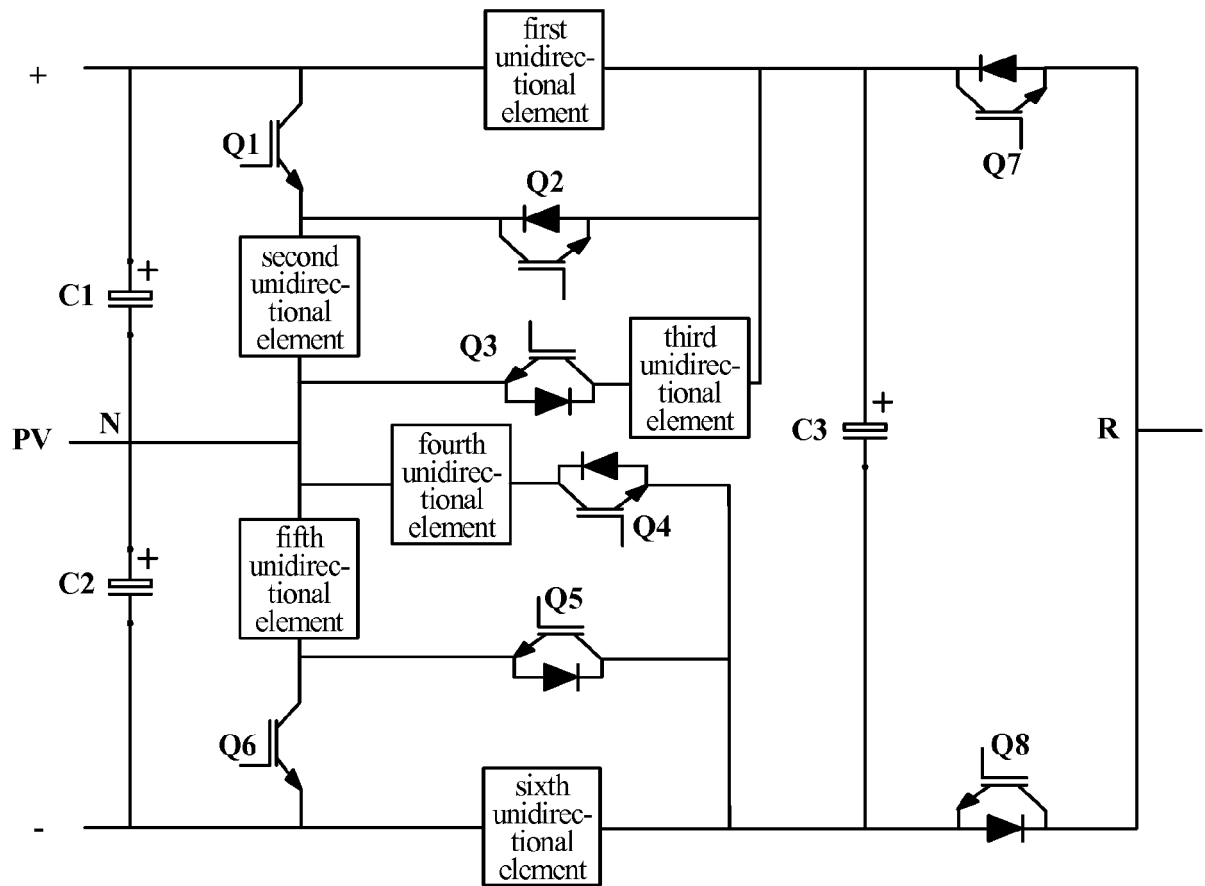 first
unidirec-
tional
element
+
Q1
Q7
Q2
second
unidirec-
tional
element
+
C1
Q3
third
unidirec-
tional
element
+
C3
N
PV
R
fourth
unidirec-
tional
element
Q4
fifth
unidirec-
tional
element
+
C2
Q5
Q6
Q8
sixth
unidirec-
tional
element
-